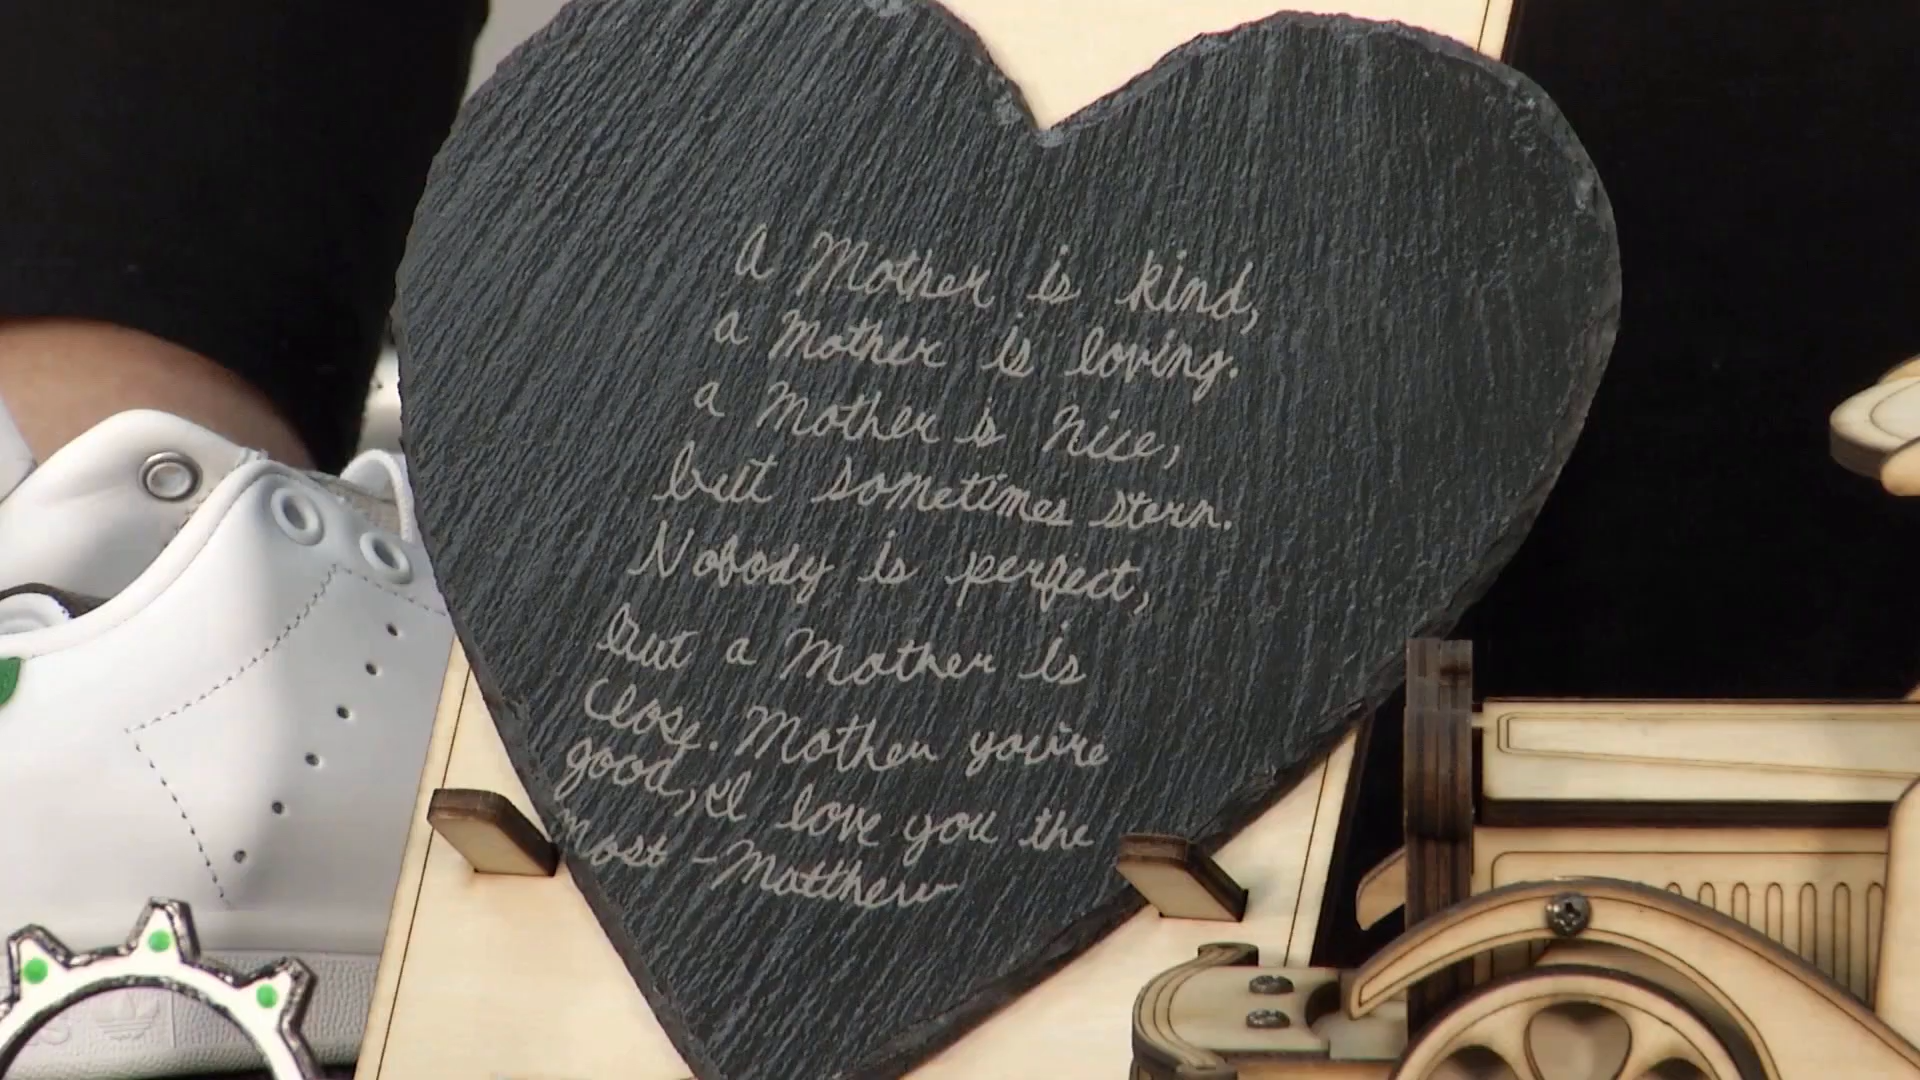 A Mother is kind,
a Mother is loving.
a Mother is Nice,
but sometimes stern.
Nobody is perfect,
but a Mother is
Close. Mother you're
good, I love you the
most - Matthew